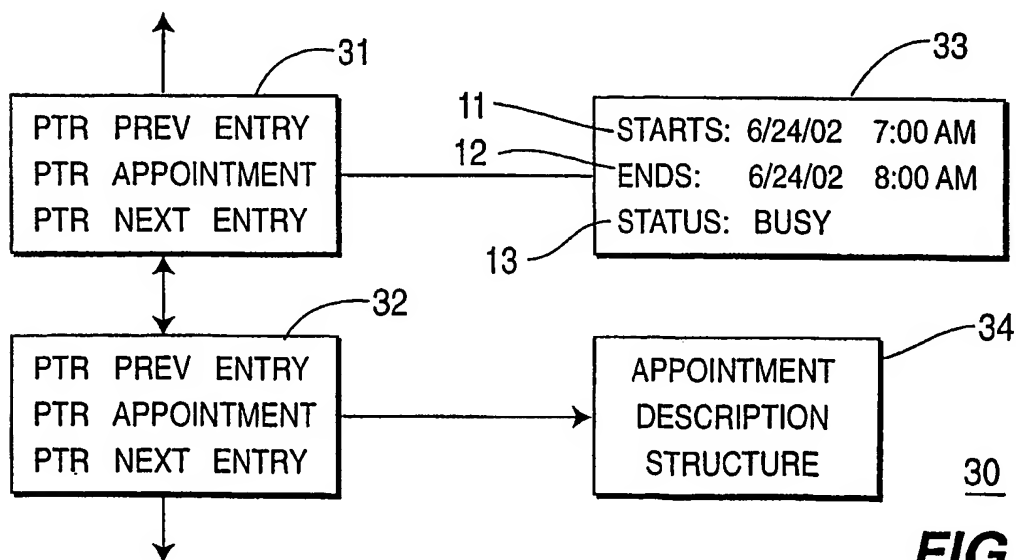 31
PTR PREV ENTRY
PTR APPOINTMENT
PTR NEXT ENTRY
33
11
STARTS: 6/24/02 7:00 AM
12
ENDS: 6/24/02 8:00 AM
13
STATUS: BUSY
32
PTR PREV ENTRY
PTR APPOINTMENT
PTR NEXT ENTRY
34
APPOINTMENT
DESCRIPTION
STRUCTURE
30
FIG